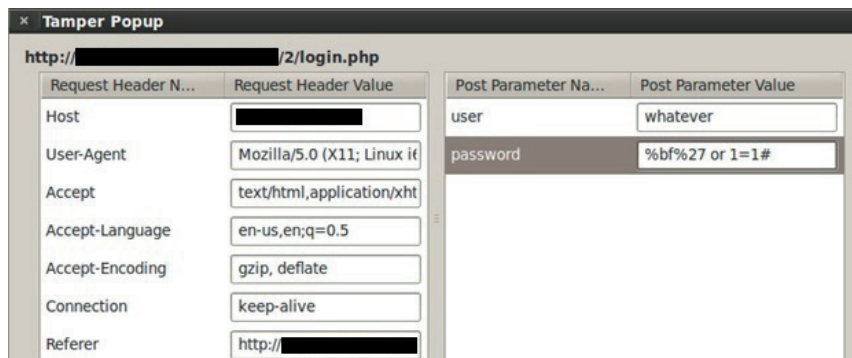 × Tamper Popup
http:// /2/login.php
Request Header N... Request Header Value Post Parameter Na... Post Parameter Value
Host user whatever
User-Agent Mozilla/5.0 (X11; Linux i6 password %bf%27 or 1=1#
Accept text/html,application/xht
Accept-Language en-us,en;q=0.5
Accept-Encoding gzip, deflate
Connection keep-alive
Referer http://